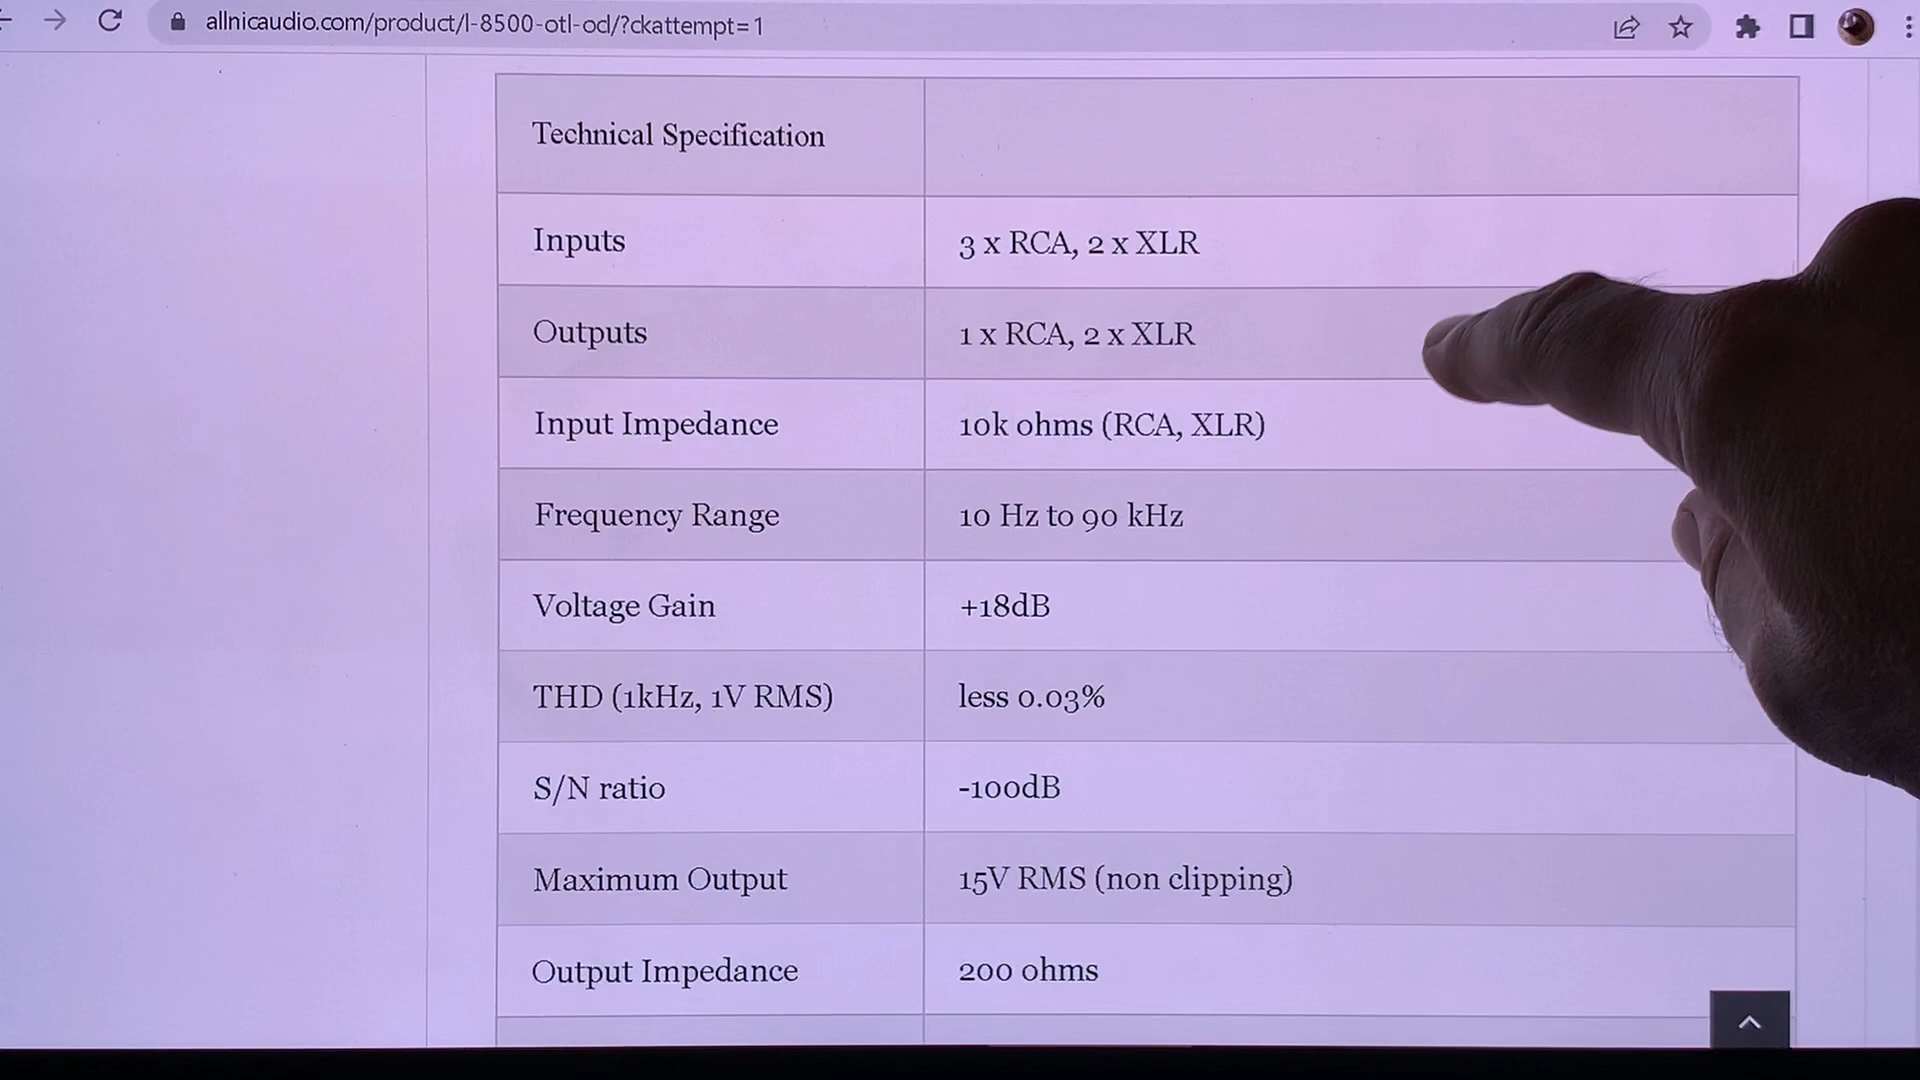 allnicaudio.com/product/l-8500-otl-ocl/?ckattempt=1
Technical Specification
Inputs 3 x RCA, 2 x XLR
Outputs 1 x RCA, 2 x XLR
Input Impedance 10k ohms (RCA, XLR)
Frequency Range 10 Hz to 90 kHz
Voltage Gain +18dB
THD (1kHz, 1V RMS) less 0.03%
S/N ratio -100dB
Maximum Output 15V RMS (non clipping)
Output Impedance 200 ohms